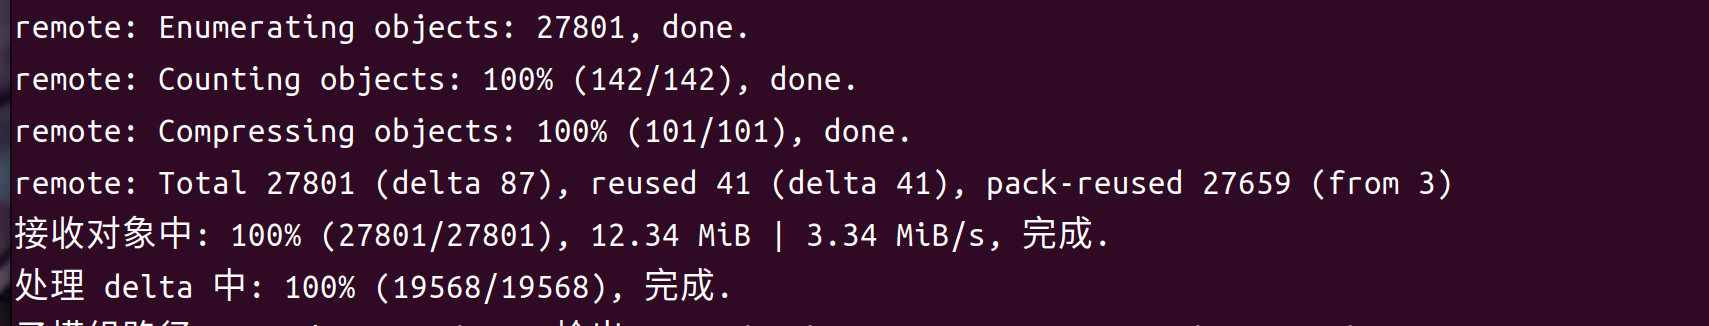 remote: Enumerating objects: 27801, done.
remote: Counting objects: 100% (142/142), done.
remote: Compressing objects: 100% (101/101), done.
remote: Total 27801 (delta 87), reused 41 (delta 41), pack-reused 27659 (from 3)
接收对象中: 100% (27801/27801), 12.34 MiB | 3.34 MiB/s, 完成.
处理 delta 中: 100% (19568/19568), 完成.